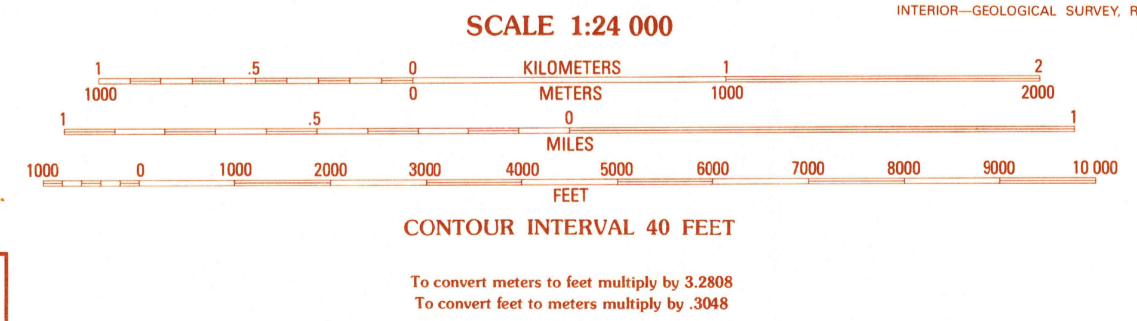 INTERIOR—GEOLOGICAL SURVEY, R
SCALE 1:24 000
1 .5 0 KILOMETERS 1 2
1000 0 METERS 1000 2000
1 .5 0 1
MILES
1000 0 1000 2000 3000 4000 5000 6000 7000 8000 9000 10 000
FEET
CONTOUR INTERVAL 40 FEET
To convert meters to feet multiply by 3.2808
To convert feet to meters multiply by .3048